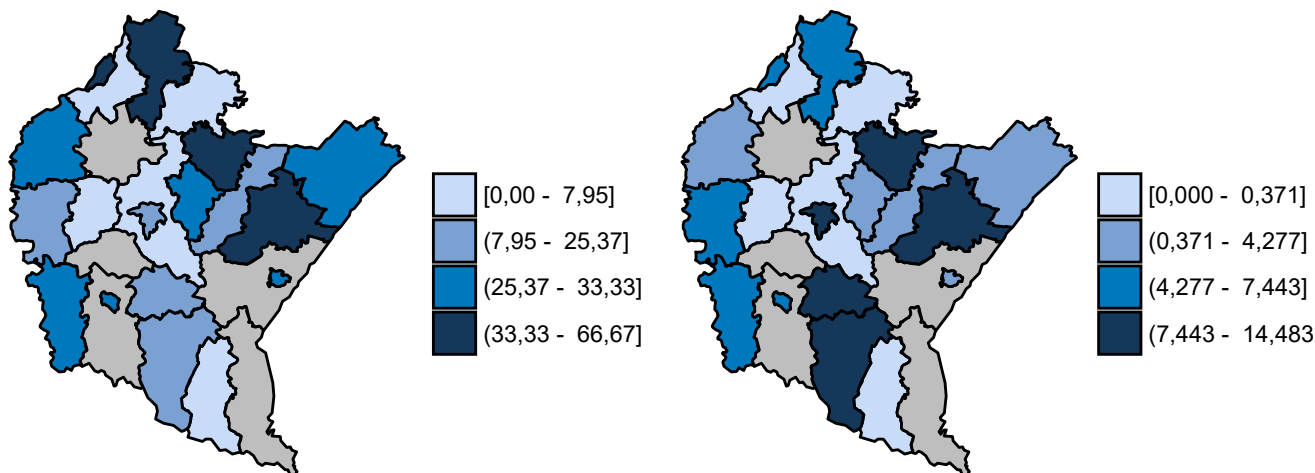 [0,00 - 7,95]
(7,95 - 25,37]
(25,37 - 33,33]
(33,33 - 66,67]
[0,000 - 0,371]
(0,371 - 4,277]
(4,277 - 7,443]
(7,443 - 14,483